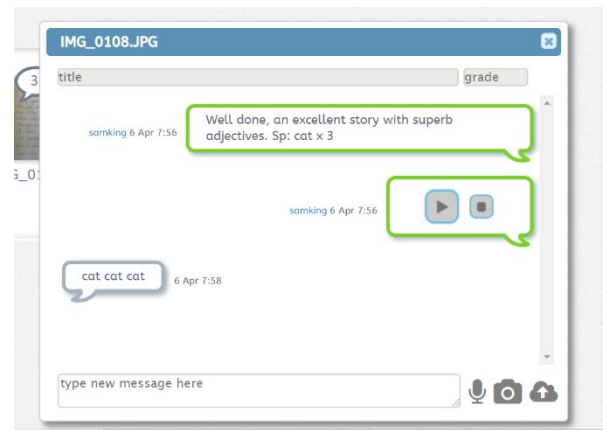 IMG_0108.JPG
3
title
grade
samking 6 Apr 7:56
Well done, an excellent story with superb
adjectives. Sp: cat x 3
samking 6 Apr 7:56
cat cat cat
6 Apr 7:58
type new message here